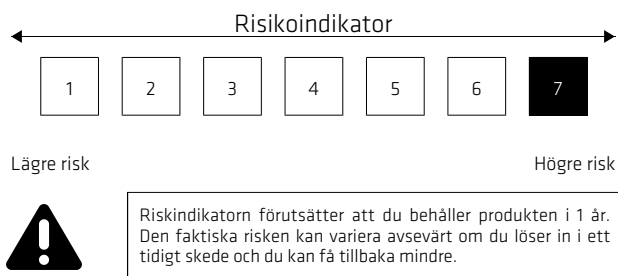 Risikoindikator
1 2 3 4 5 6 7
Lägre risk Högre risk
Riskindikatorn förutsätter att du behåller produkten i 1 år.
Den faktiska risken kan variera avsevärt om du löser in i ett
tidigt skede och du kan få tillbaka mindre.